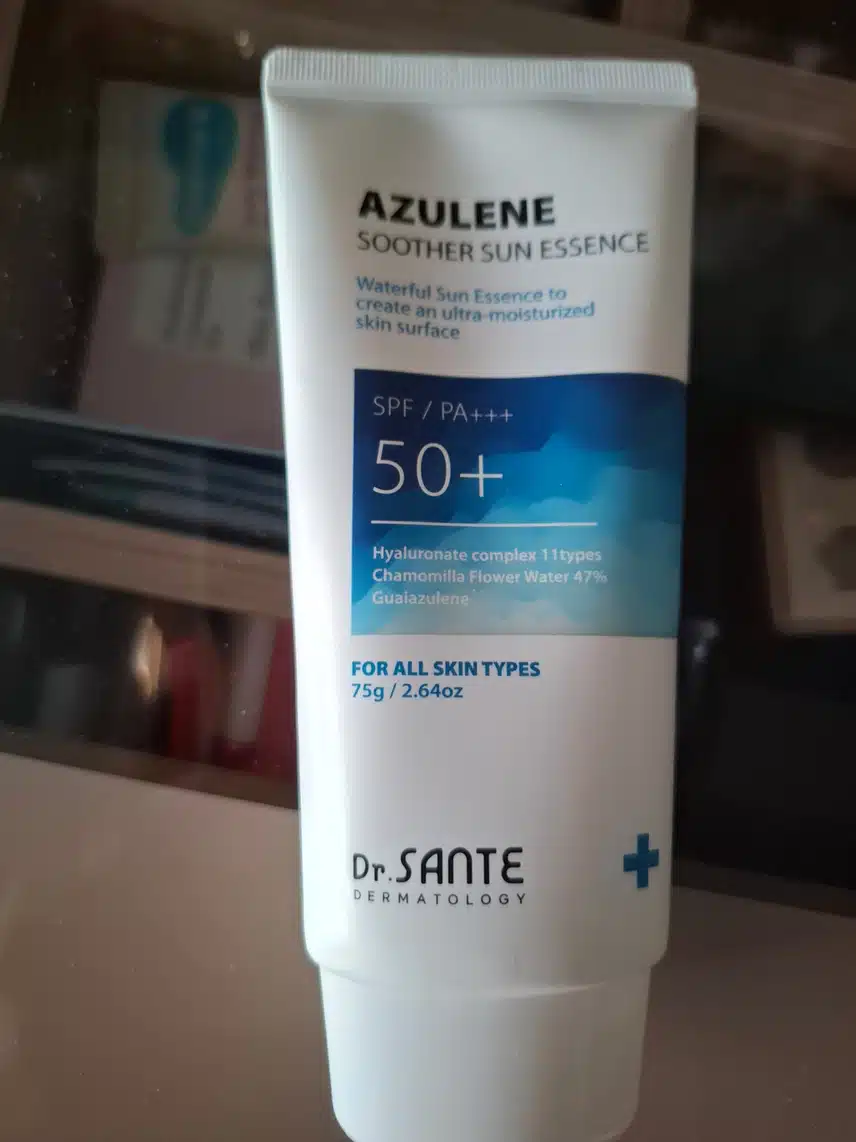 AZULENE
SOOTHER SUN ESSENCE
Waterful Sun Essence to
create an ultra-moisturized
skin surface
SPF / PA+++
50+
Hyaluronate complex 11types
Chamomilla Flower Water 47%
Guaiazulene
FOR ALL SKIN TYPES
75g / 2.64oz
Dr.SANTE
DERMATOLOGY